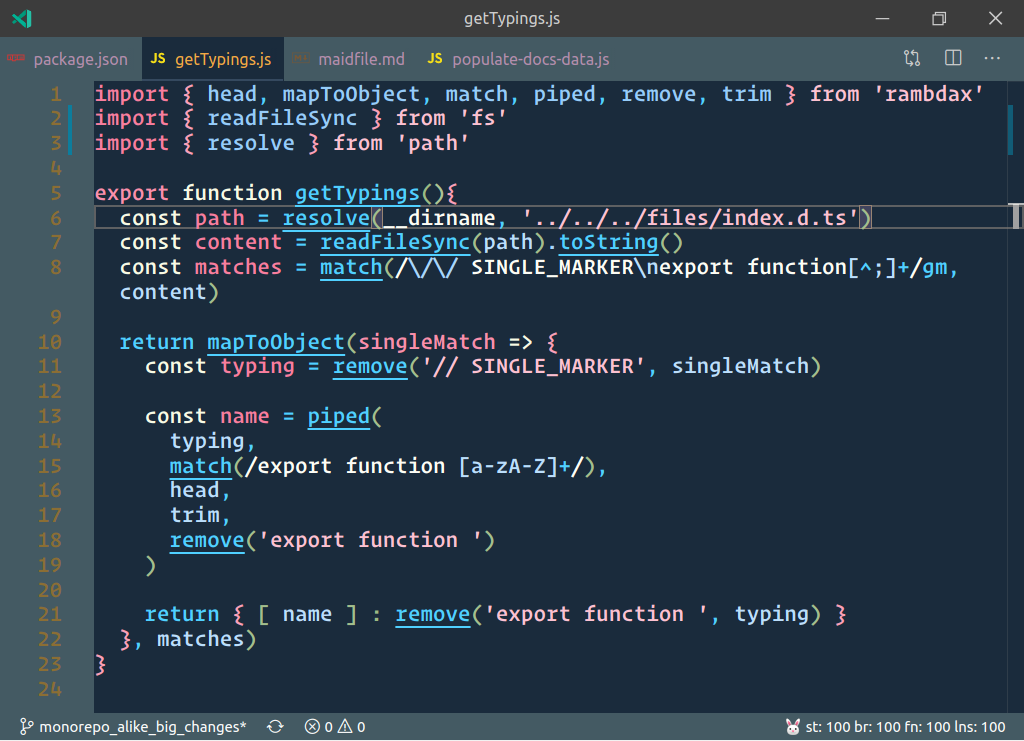 getTypings.js
package.json JS getTypings.js maidfile.md JS populate-docs-data.js ···
1 import { head, mapToObject, match, piped, remove, trim } from 'rambdax'
2 import { readFileSync } from 'fs'
3 import { resolve } from 'path'
4
5 export function getTypings(){
6 const path = resolve(__dirname, '../../../files/index.d.ts')
7 const content = readFileSync(path).toString()
8 const matches = match(/\/\/ SINGLE_MARKER\nexport function[^;]+/gm,
content)
9
10 return mapToObject(singleMatch => {
11 const typing = remove('// SINGLE_MARKER', singleMatch)
12
13 const name = piped(
14 typing,
15 match(/export function [a-zA-Z]+/),
16 head,
17 trim,
18 remove('export function ')
19 )
20
21 return { [ name ] : remove('export function ', typing) }
22 }, matches)
23 }
24
monorepo_alike_big_changes* 0 0 st: 100 br: 100 fn: 100 lns: 100